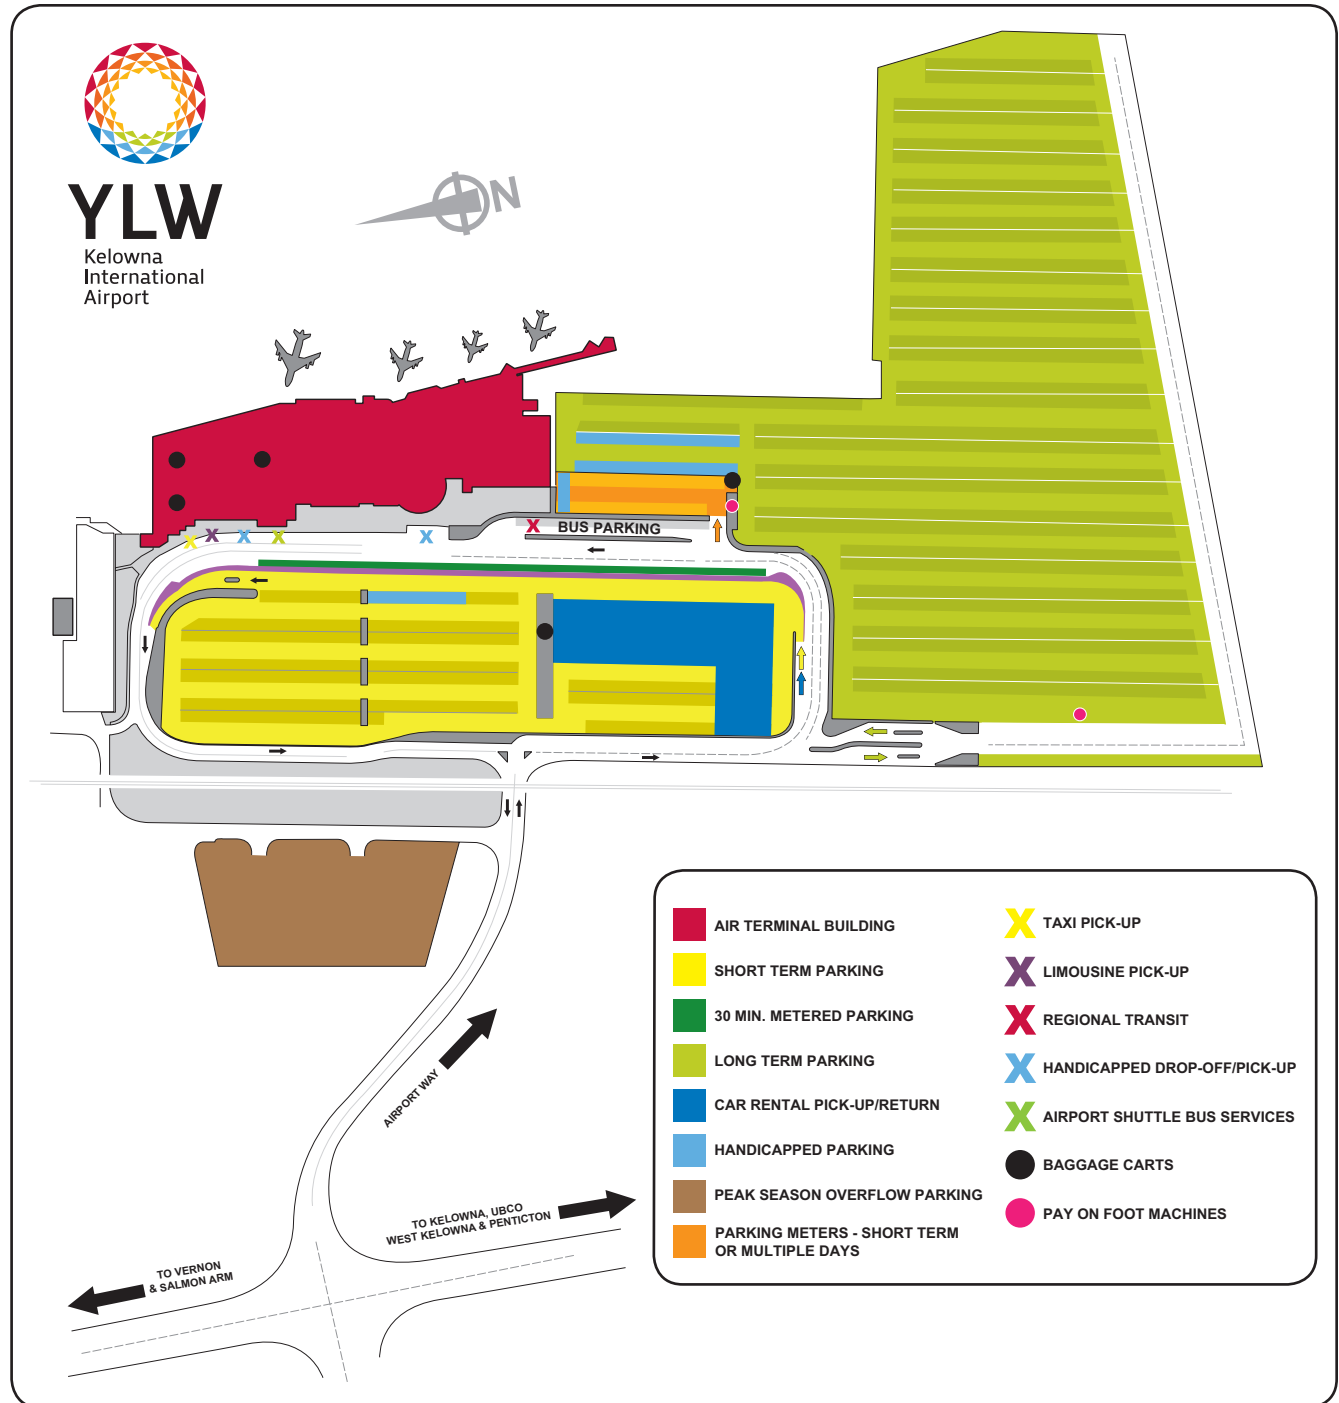 YLW
Kelowna
International
Airport
N
BUS PARKING
AIR TERMINAL BUILDING
SHORT TERM PARKING
30 MIN. METERED PARKING
LONG TERM PARKING
CAR RENTAL PICK-UP/RETURN
HANDICAPPED PARKING
PEAK SEASON OVERFLOW PARKING
PARKING METERS - SHORT TERM
OR MULTIPLE DAYS
X TAXI PICK-UP
X LIMOUSINE PICK-UP
X REGIONAL TRANSIT
X HANDICAPPED DROP-OFF/PICK-UP
X AIRPORT SHUTTLE BUS SERVICES
BAGGAGE CARTS
PAY ON FOOT MACHINES
AIRPORT WAY
TO KELOWNA, UBCO
WEST KELOWNA & PENTICTON
TO VERNON
& SALMON ARM